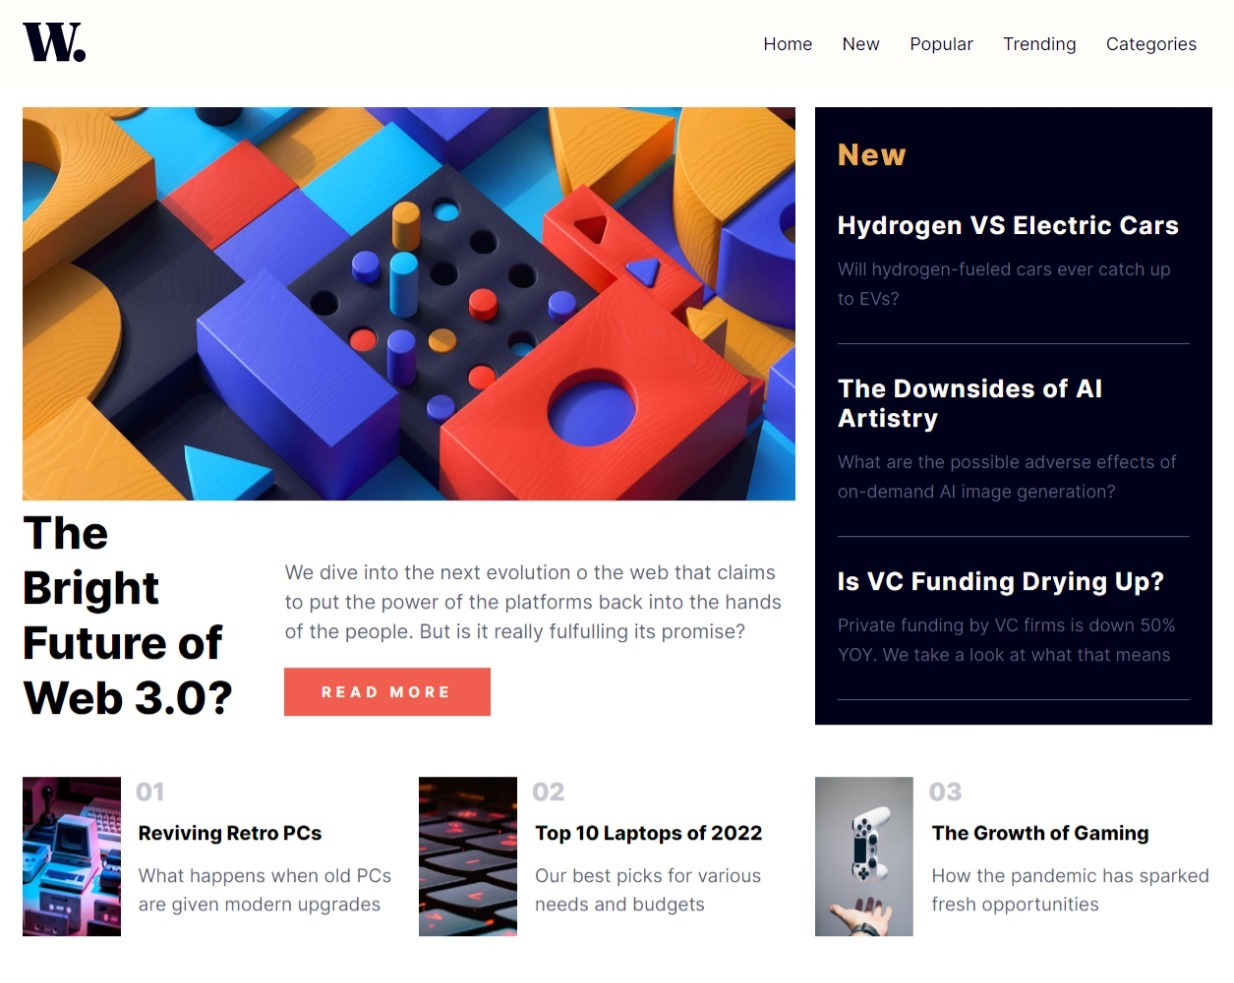 W.
Home New Popular Trending Categories
The
Bright
Future of
Web 3.0?
We dive into the next evolution o the web that claims
to put the power of the platforms back into the hands
of the people. But is it really fulfulling its promise?
READ MORE
New
Hydrogen VS Electric Cars
Will hydrogen-fueled cars ever catch up
to EVs?
The Downsides of AI
Artistry
What are the possible adverse effects of
on-demand AI image generation?
Is VC Funding Drying Up?
Private funding by VC firms is down 50%
YOY. We take a look at what that means
01
Reviving Retro PCs
What happens when old PCs
are given modern upgrades
02
Top 10 Laptops of 2022
Our best picks for various
needs and budgets
03
The Growth of Gaming
How the pandemic has sparked
fresh opportunities